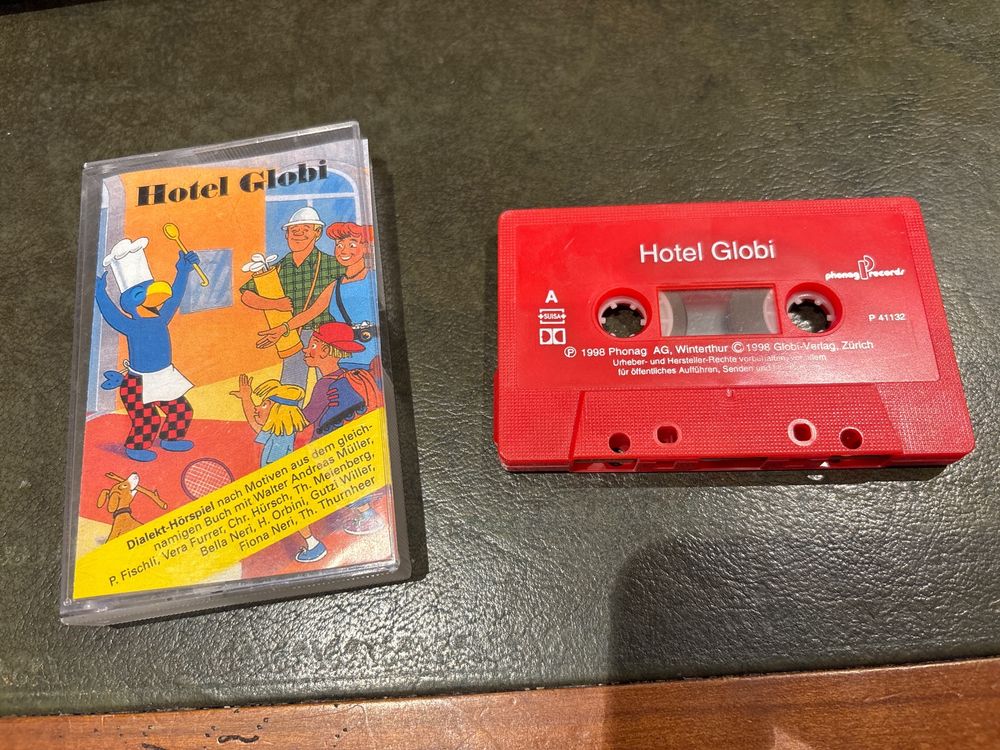 Hotel Globi
Dialekt-Hörspiel nach Motiven aus dem gleich-
namigen Buch mit Walter Andreas Müller,
P. Fischli, Vera Furrer, Chr. Hürsch, Th. Meienberg,
Bella Neri, H. Orbini, Gutzi Willer,
Fiona Neri, Th. Thurnheer
Hotel Globi
phonag records
A
SUISA
P 41132
Ⓟ 1998 Phonag AG, Winterthur © 1998 Globi-Verlag, Zürich
Urheber- und Hersteller-Rechte vorbehalten, vor allem
für öffentliches Aufführen, Senden und